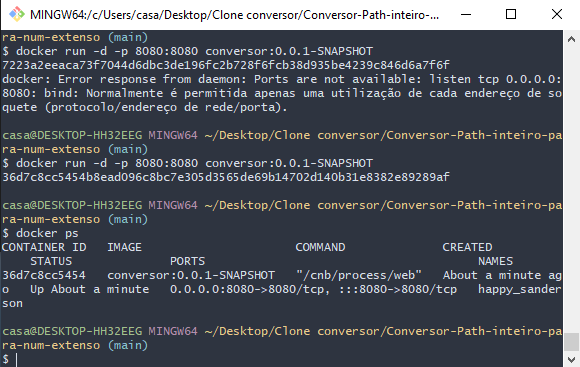 MINGW64:/c/Users/casa/Desktop/Clone conversor/Conversor-Path-inteiro-...
ra-num-extenso (main)
$ docker run -d -p 8080:8080 conversor:0.0.1-SNAPSHOT
7223a2eeaca73f7044d6dbc3de196fc2b728f6fcb38d935be4239c846d6a7f6f
docker: Error response from daemon: Ports are not available: listen tcp 0.0.0.0:
8080: bind: Normalmente é permitida apenas uma utilização de cada endereço de so
quete (protocolo/endereço de rede/porta).
casa@DESKTOP-HH32EEG MINGW64 ~/Desktop/Clone conversor/Conversor-Path-inteiro-pa
ra-num-extenso (main)
$ docker run -d -p 8080:8080 conversor:0.0.1-SNAPSHOT
36d7c8cc5454b8ead096c8bc7e305d3565de69b14702d140b31e8382e89289af
casa@DESKTOP-HH32EEG MINGW64 ~/Desktop/Clone conversor/Conversor-Path-inteiro-pa
ra-num-extenso (main)
$ docker ps
CONTAINER ID   IMAGE                      COMMAND              CREATED
    STATUS              PORTS                                       NAMES
36d7c8cc5454   conversor:0.0.1-SNAPSHOT   "/cnb/process/web"   About a minute ag
o   Up About a minute   0.0.0.0:8080->8080/tcp, :::8080->8080/tcp   happy_sander
son
casa@DESKTOP-HH32EEG MINGW64 ~/Desktop/Clone conversor/Conversor-Path-inteiro-pa
ra-num-extenso (main)
$